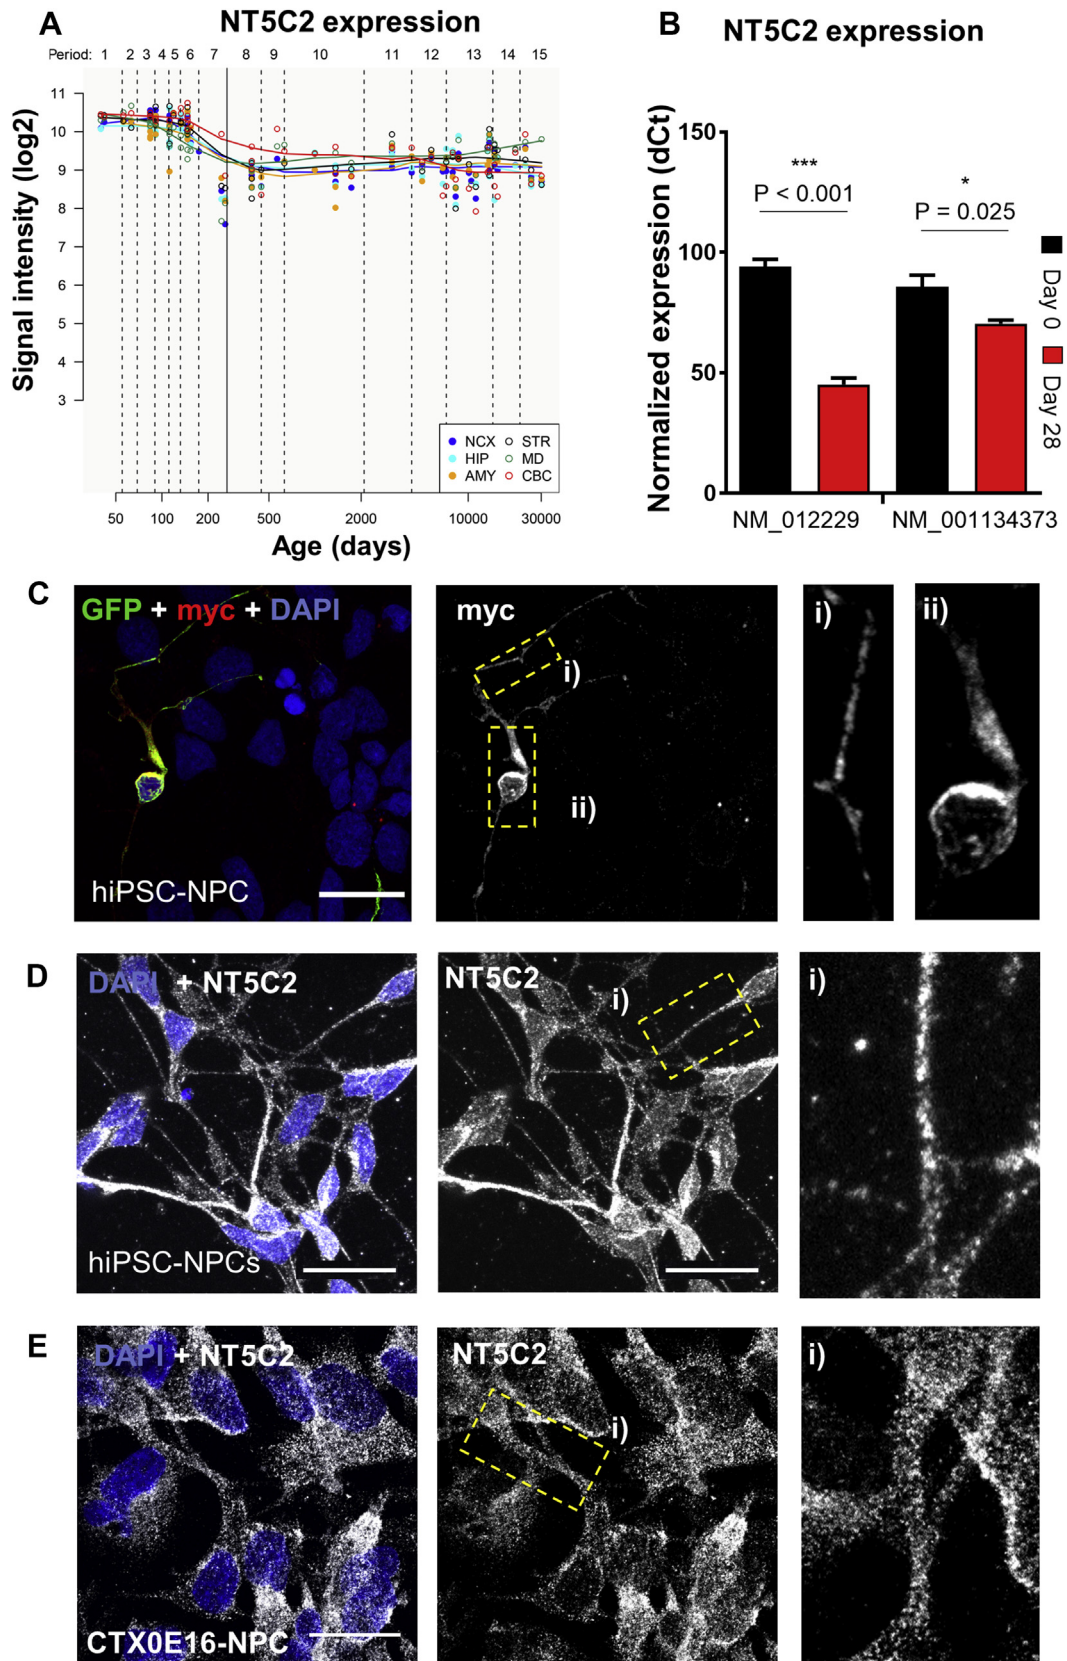 A
NT5C2 expression
Period: 1 2 3 4 5 6 7 8 9 10 11 12 13 14 15
Signal intensity (log2)
11
10
9
8
7
6
5
4
3
NCX STR
HIP MD
AMY CBC
50 100 200 500 2000 10000 30000
Age (days)
B
NT5C2 expression
Normalized expression (dCt)
150
100
50
0
***
P < 0.001
*
P = 0.025
Day 0 Day 28
NM_012229 NM_001134373
C
GFP + myc + DAPI
hiPSC-NPC
myc
i)
ii)
i)
ii)
D
DAPI + NT5C2
hiPSC-NPCs
NT5C2
i)
i)
E
DAPI + NT5C2
CTX0E16-NPC
NT5C2
i)
i)